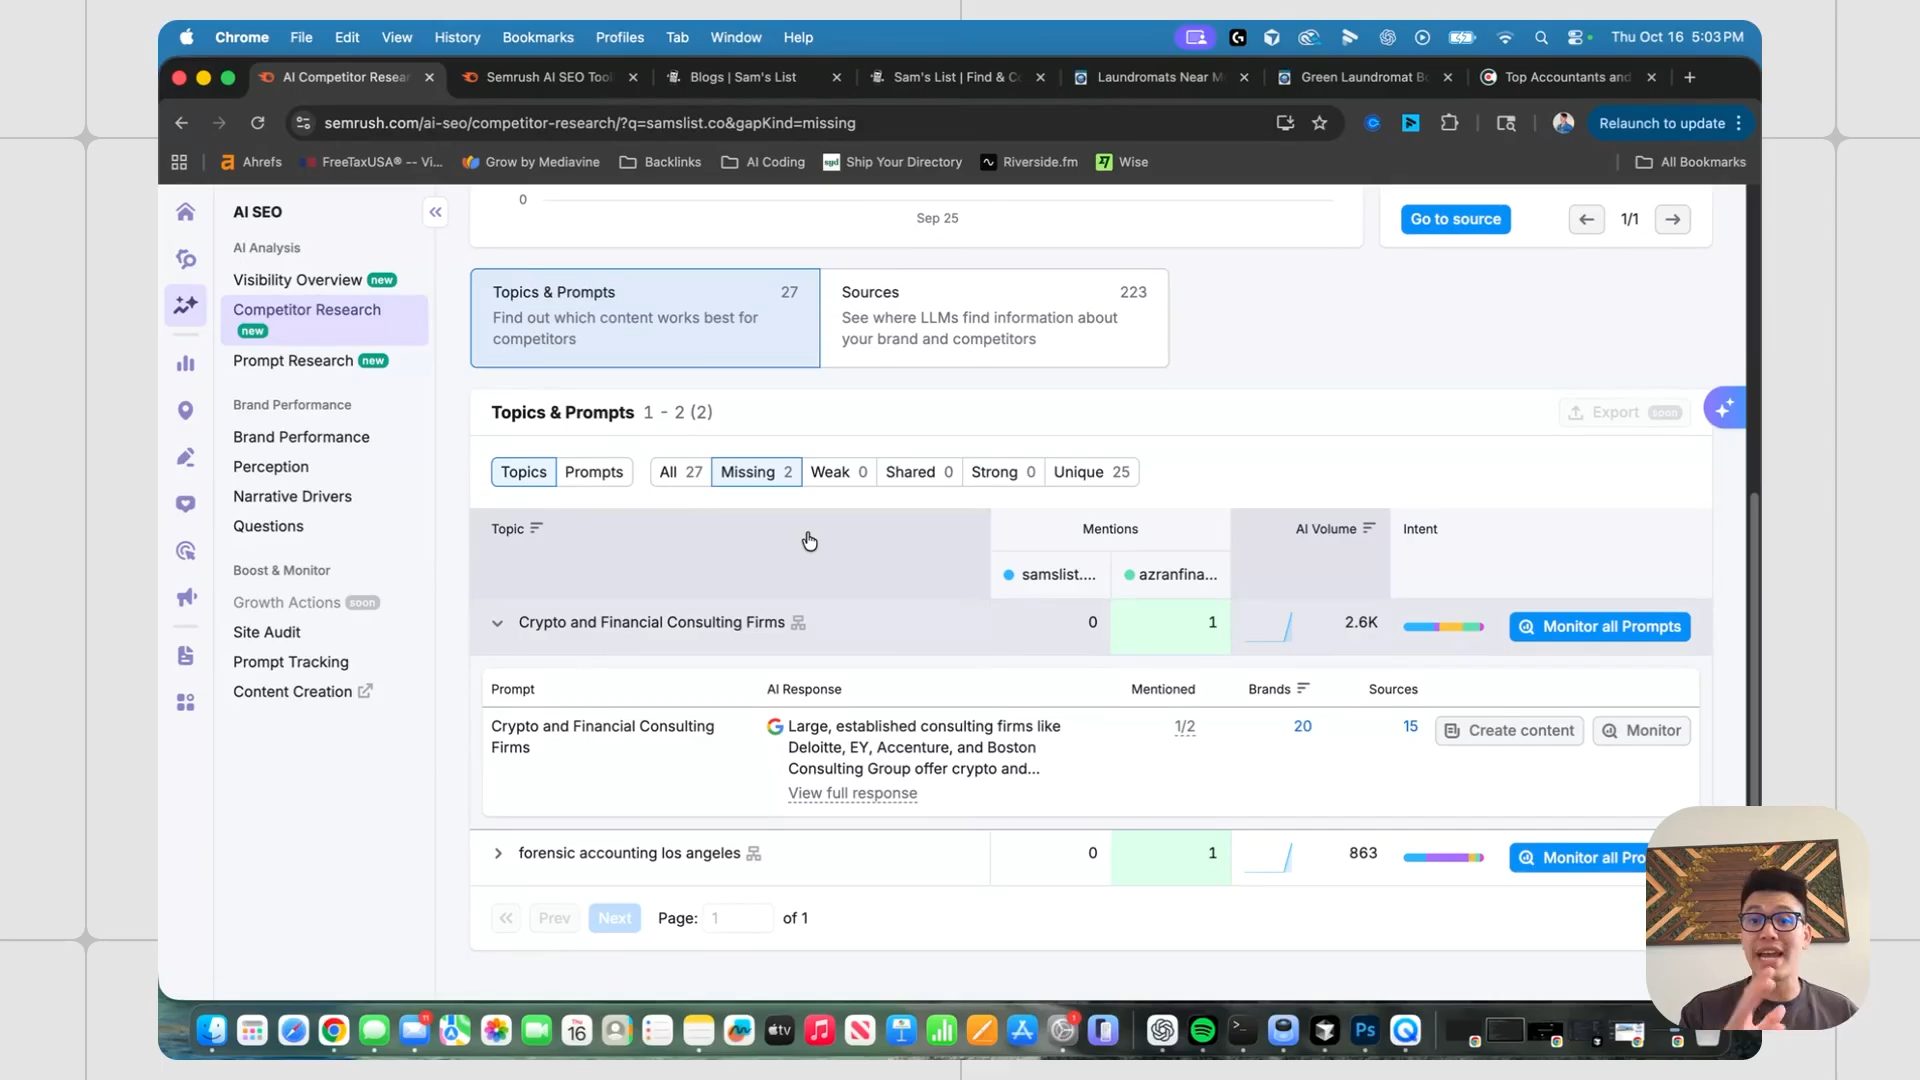 Chrome File Edit View History Bookmarks Profiles Tab Window Help Thu Oct 16 5:03 PM
AI Competitor Resear Semrush AI SEO Tool Blogs | Sam's List Sam's List | Find & C Laundromats Near M Green Laundromat B Top Accountants and
semrush.com/ai-seo/competitor-research/?q=samslist.co&gapKind=missing Relaunch to update
Ahrefs FreeTaxUSA® -- Vi... Grow by Mediavine Backlinks AI Coding Ship Your Directory Riverside.fm Wise All Bookmarks
AI SEO
AI Analysis
Visibility Overview new
Competitor Research
new
Prompt Research new
Brand Performance
Brand Performance
Perception
Narrative Drivers
Questions
Boost & Monitor
Growth Actions soon
Site Audit
Prompt Tracking
Content Creation
0
Sep 25
Go to source 1/1
Topics & Prompts 27
Find out which content works best for
competitors
Sources 223
See where LLMs find information about
your brand and competitors
Topics & Prompts 1 - 2 (2)
Export soon
Topics Prompts All 27 Missing 2 Weak 0 Shared 0 Strong 0 Unique 25
Topic Mentions AI Volume Intent
samslist.... azranfina...
Crypto and Financial Consulting Firms 0 1 2.6K Monitor all Prompts
Prompt AI Response Mentioned Brands Sources
Crypto and Financial Consulting
Firms
Large, established consulting firms like
Deloitte, EY, Accenture, and Boston
Consulting Group offer crypto and...
View full response
1/2 20 15 Create content Monitor
forensic accounting los angeles 0 1 863 Monitor all Pro
Prev Next Page: 1 of 1
11
THU
16
tv
1
Ps